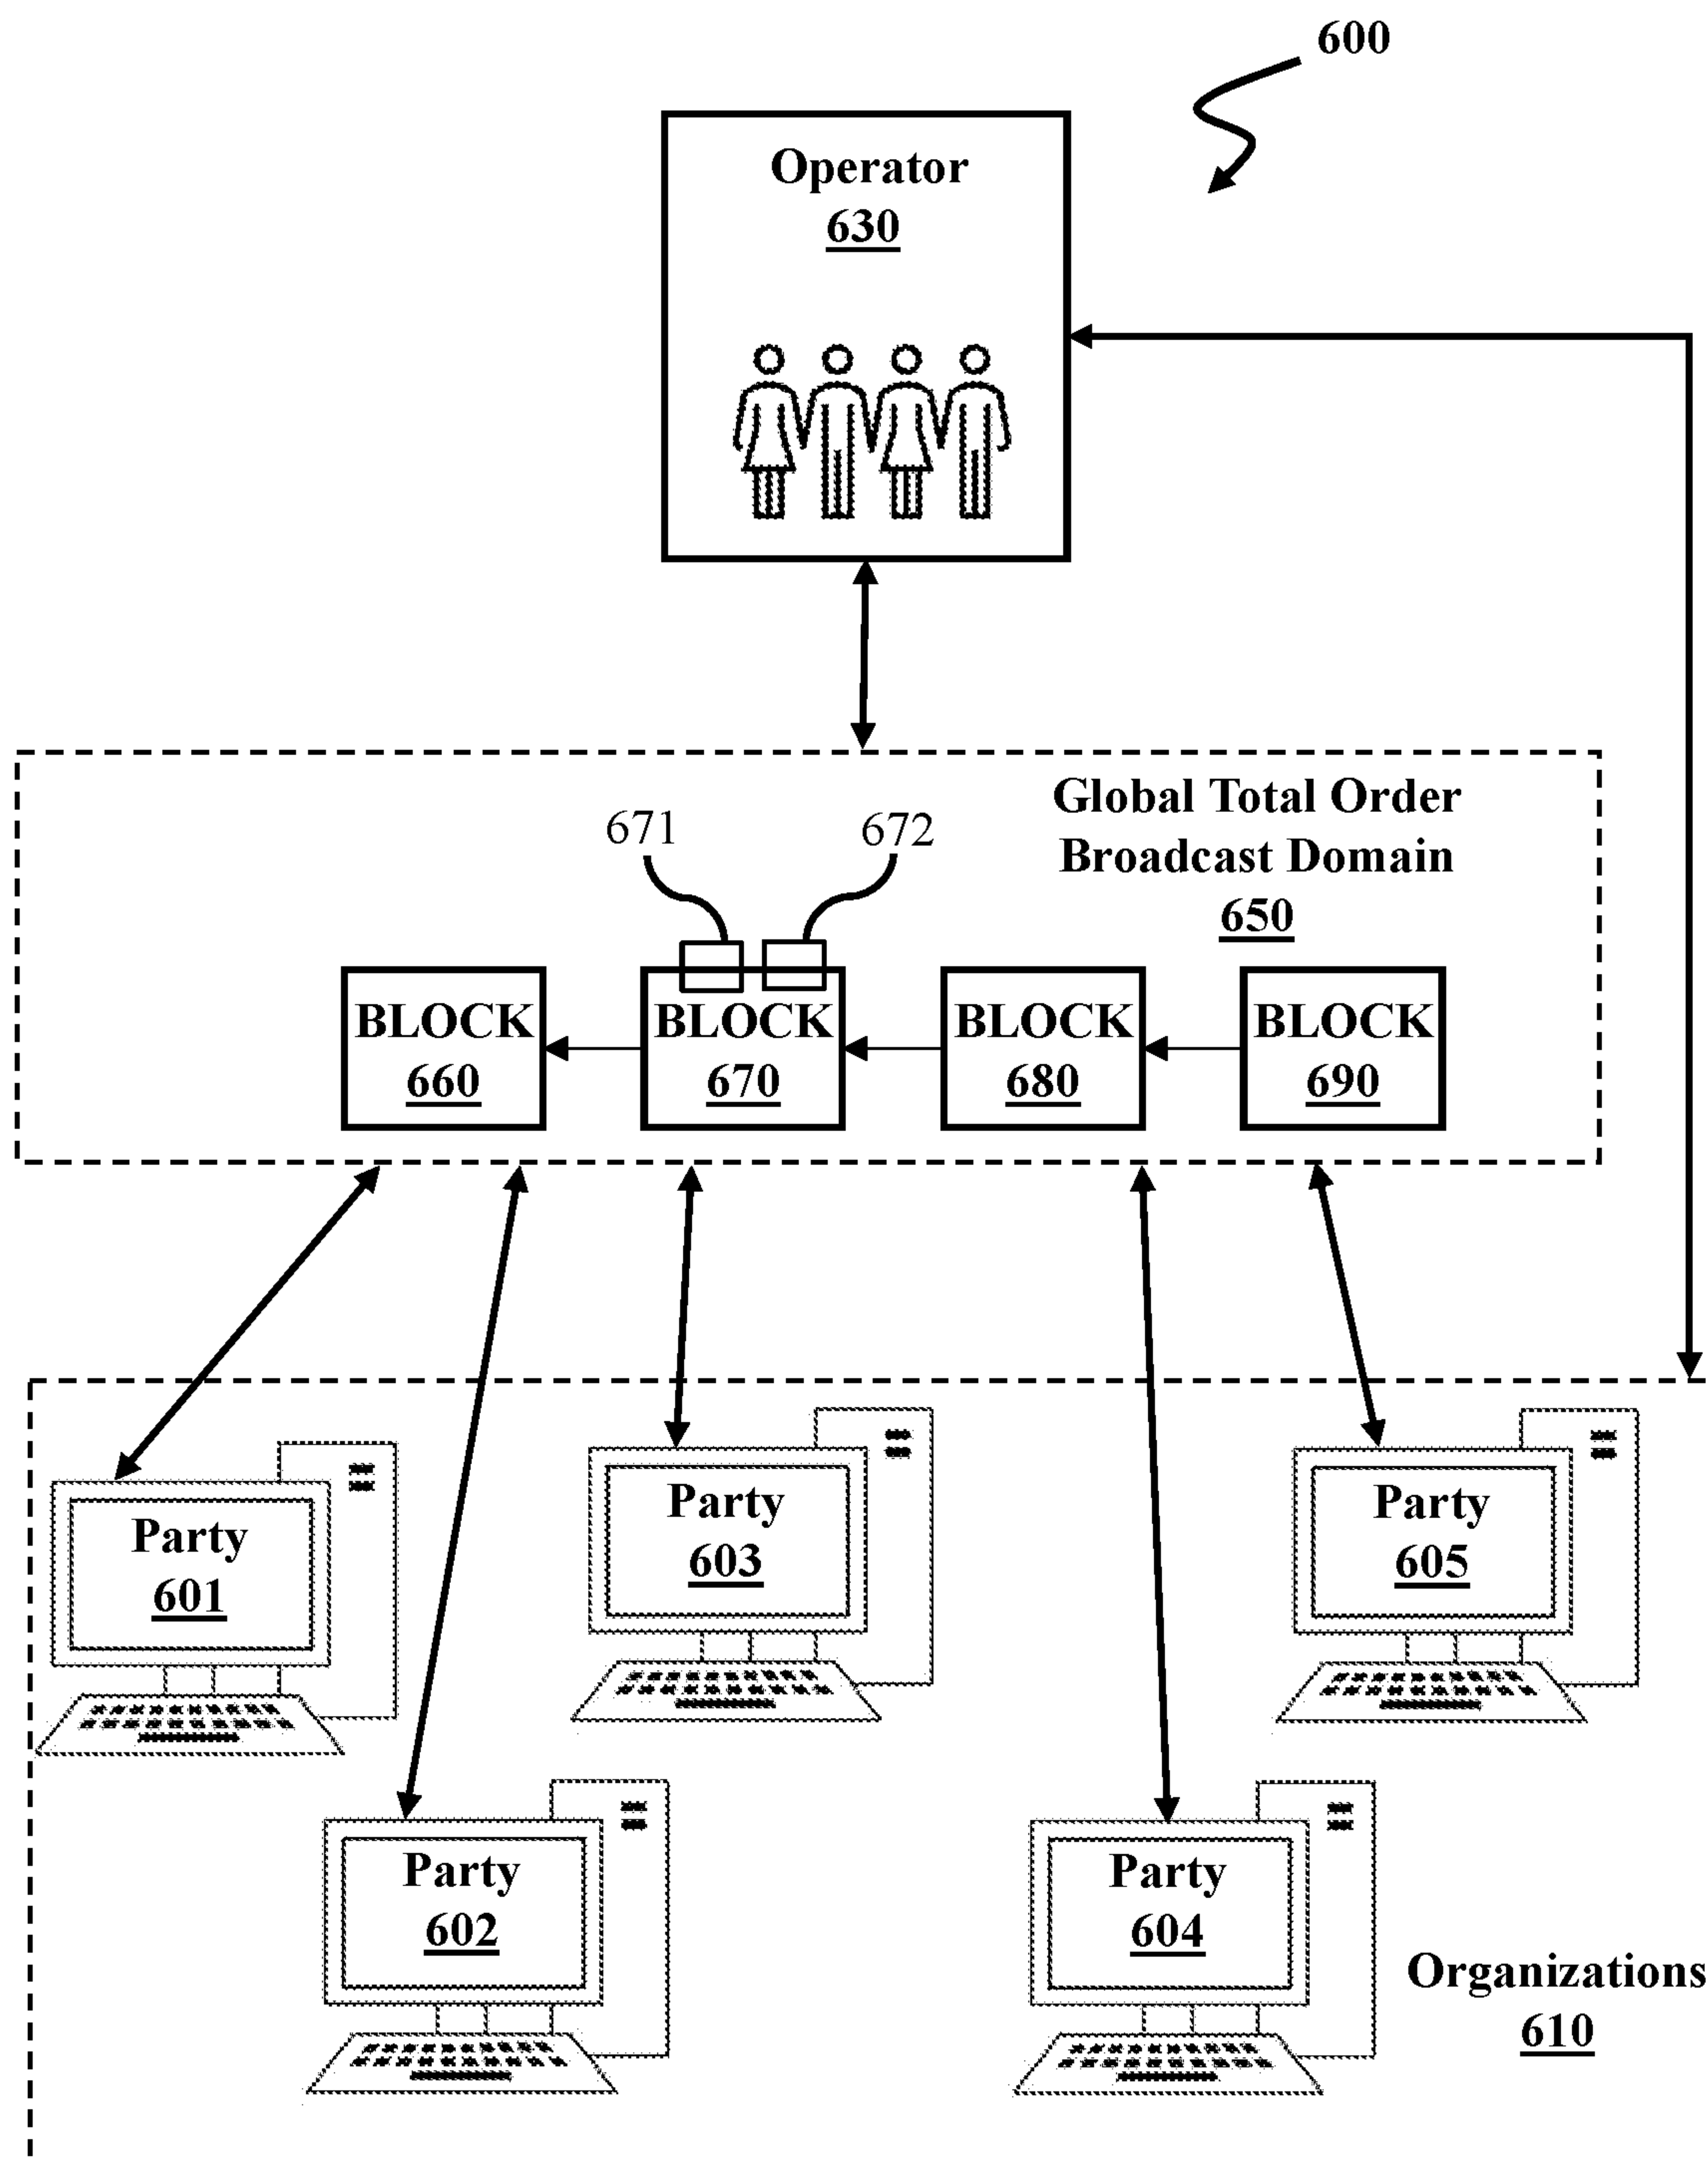 600
Operator
630
Global Total Order
Broadcast Domain
650
671
672
BLOCK
660
BLOCK
670
BLOCK
680
BLOCK
690
Party
601
Party
603
Party
605
Party
602
Party
604
Organizations
610